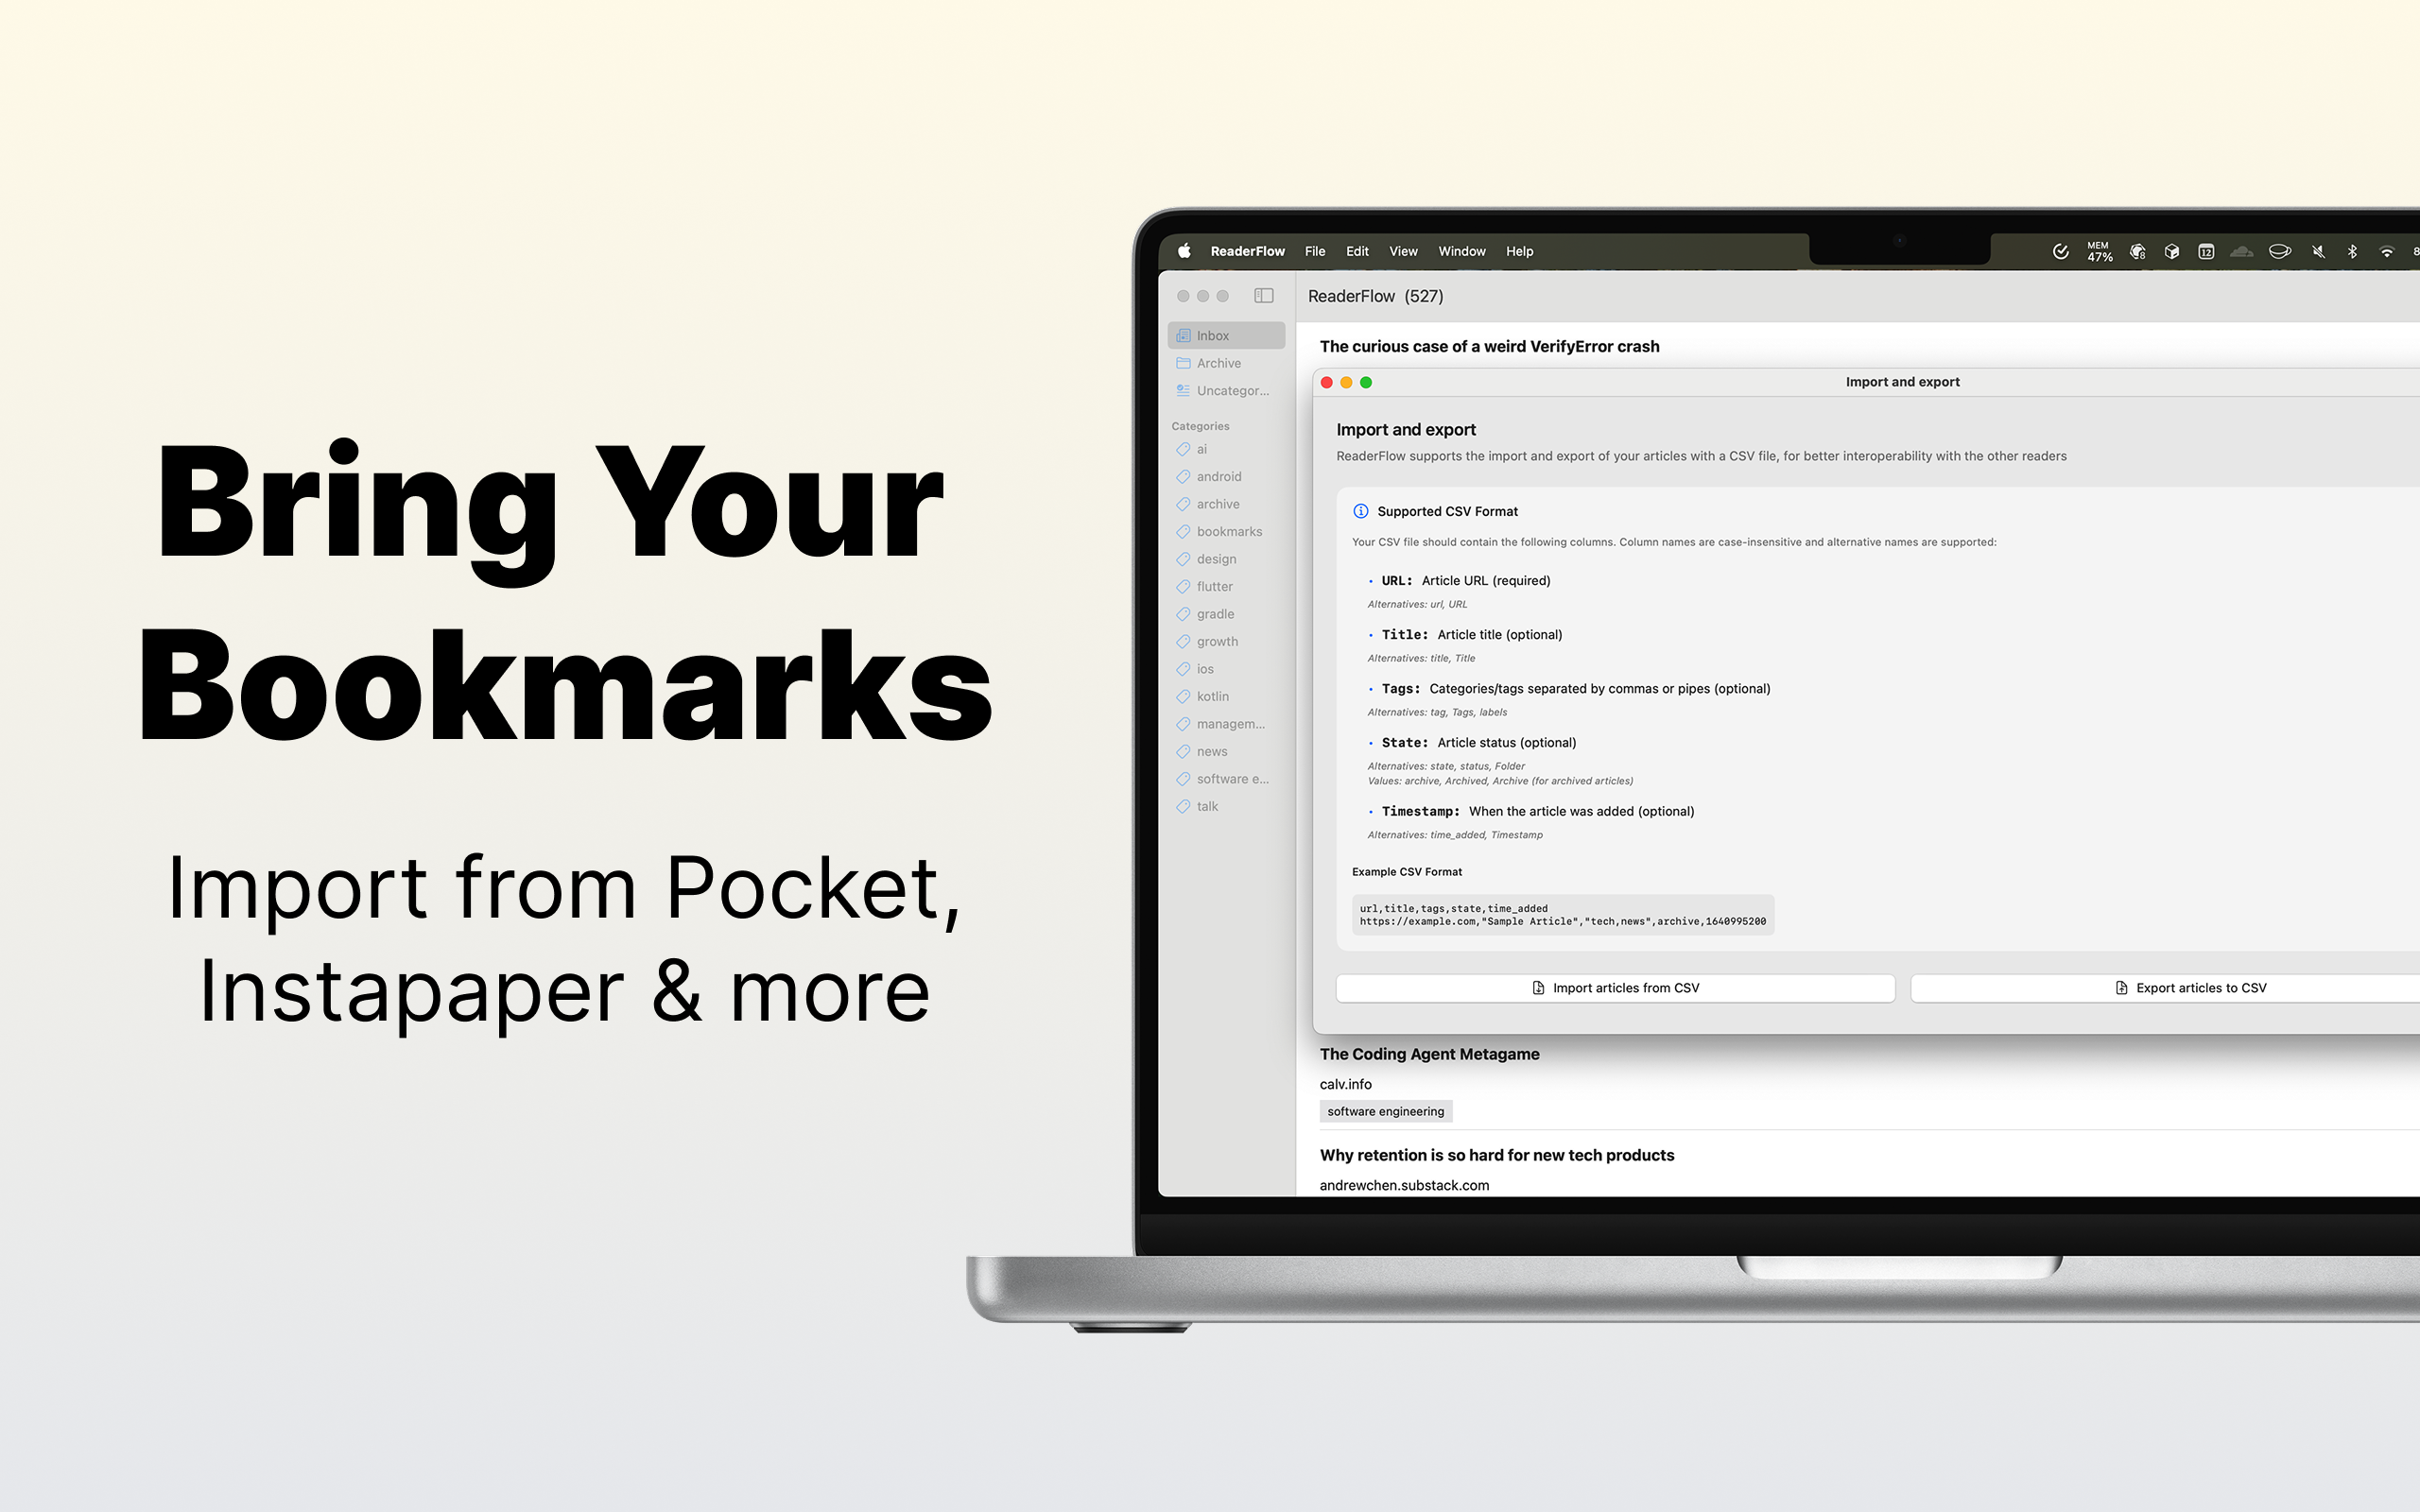 Bring Your
Bookmarks
Import from Pocket,
Instapaper & more
ReaderFlow File Edit View Window Help
MEM
47%
8
12
8
ReaderFlow (527)
Inbox
Archive
Uncategor...
Categories
ai
android
archive
bookmarks
design
flutter
gradle
growth
ios
kotlin
managem...
news
software e...
talk
The curious case of a weird VerifyError crash
Import and export
Import and export
ReaderFlow supports the import and export of your articles with a CSV file, for better interoperability with the other readers
Supported CSV Format
Your CSV file should contain the following columns. Column names are case-insensitive and alternative names are supported:
• URL: Article URL (required)
Alternatives: url, URL
• Title: Article title (optional)
Alternatives: title, Title
• Tags: Categories/tags separated by commas or pipes (optional)
Alternatives: tag, Tags, labels
• State: Article status (optional)
Alternatives: state, status, Folder
Values: archive, Archived, Archive (for archived articles)
• Timestamp: When the article was added (optional)
Alternatives: time_added, Timestamp
Example CSV Format
url,title,tags,state,time_added
https://example.com,"Sample Article","tech,news",archive,1640995200
Import articles from CSV
Export articles to CSV
The Coding Agent Metagame
calv.info
software engineering
Why retention is so hard for new tech products
andrewchen.substack.com